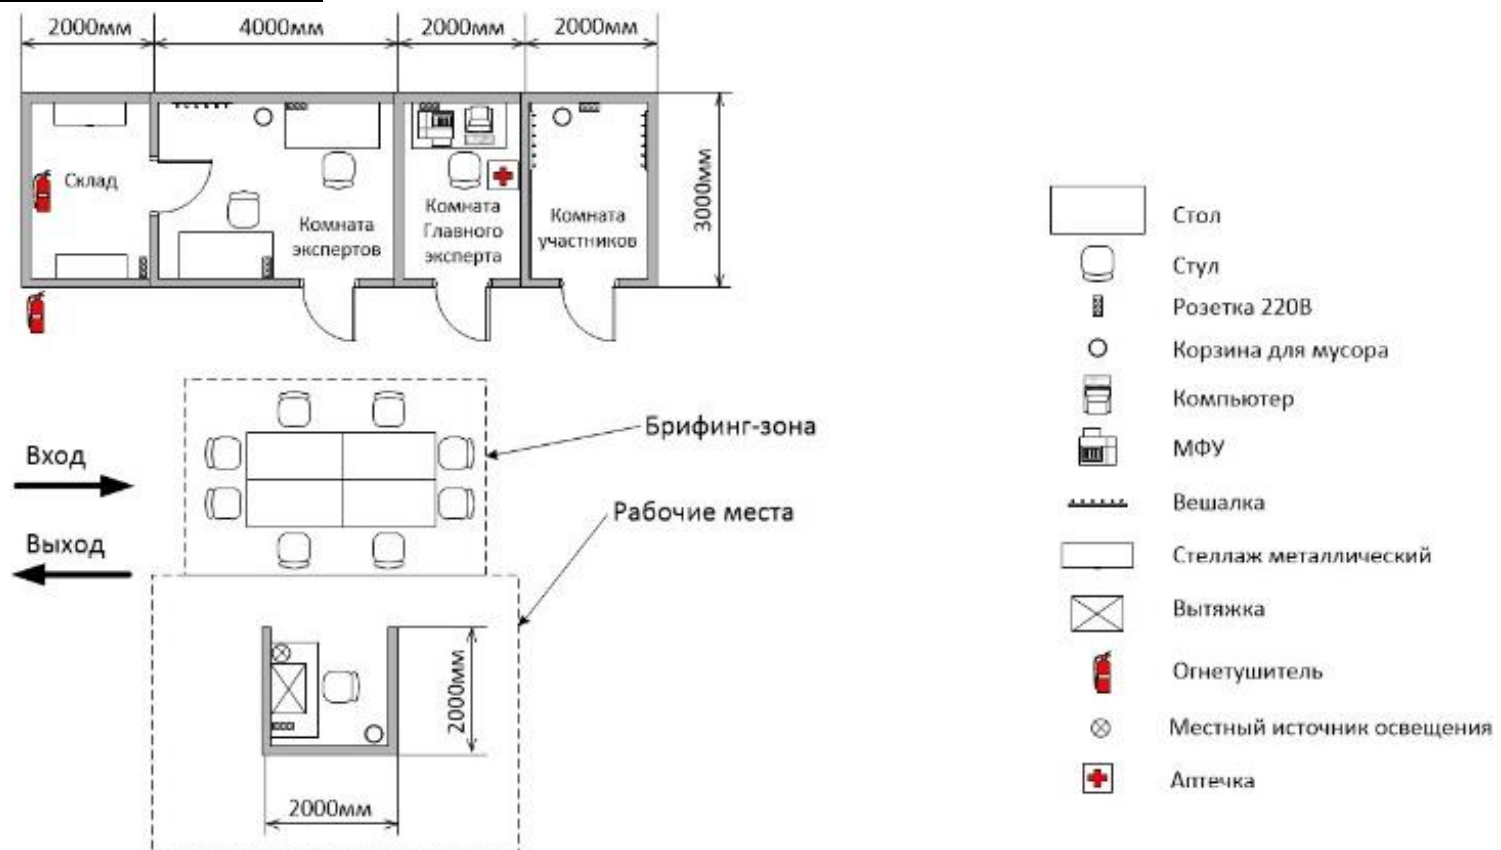 2000мм
4000мм
2000мм
2000мм
3000мм
Склад
Комната
экспертов
Комната
Главного
эксперта
Комната
участников
Брифинг-зона
Вход
Рабочие места
Выход
2000мм
2000мм
Стол
Стул
Розетка 220В
Корзина для мусора
Компьютер
МФУ
Вешалка
Стеллаж металлический
Вытяжка
Огнетушитель
Местный источник освещения
Аптечка